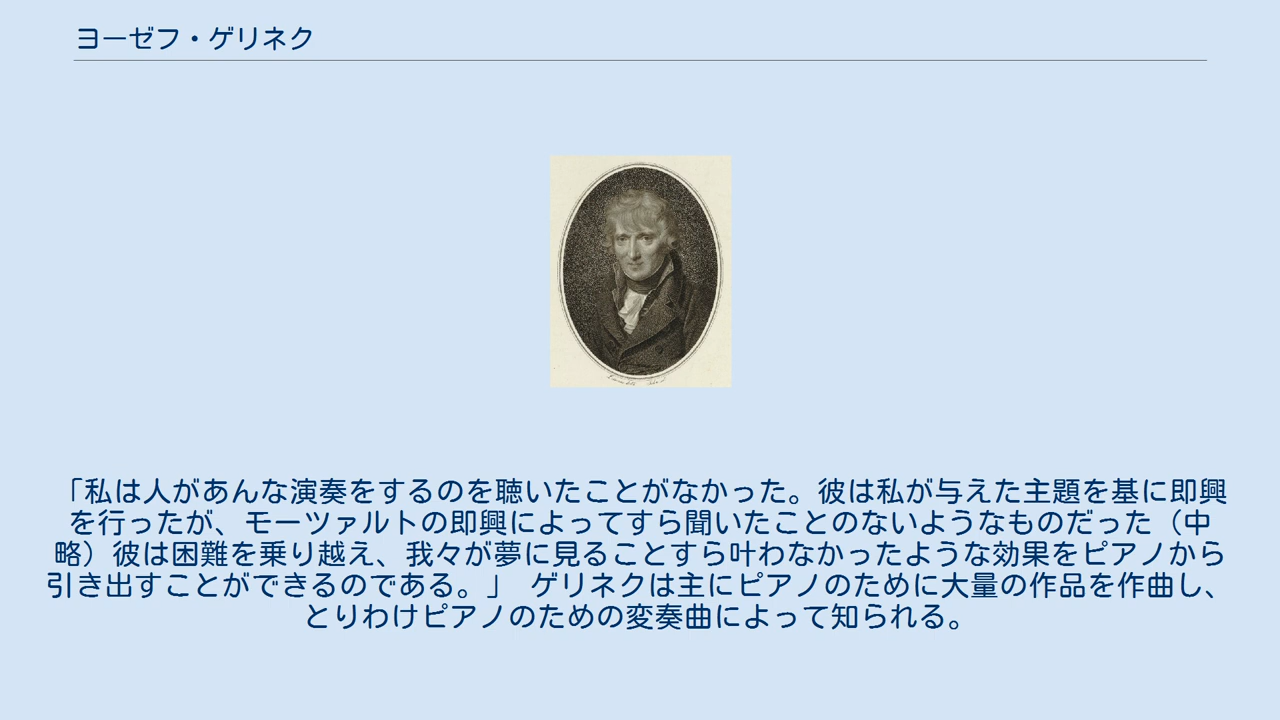 ヨーゼフ・ゲリネク
「私は人があんな演奏をするのを聴いたことがなかった。彼は私が与えた主題を基に即興
を行ったが、モーツァルトの即興によってすら聞いたことのないようなものだった（中
略）彼は困難を乗り越え、我々が夢に見ることすら叶わなかったような効果をピアノから
引き出すことができるのである。」 ゲリネクは主にピアノのために大量の作品を作曲し、
とりわけピアノのための変奏曲によって知られる。